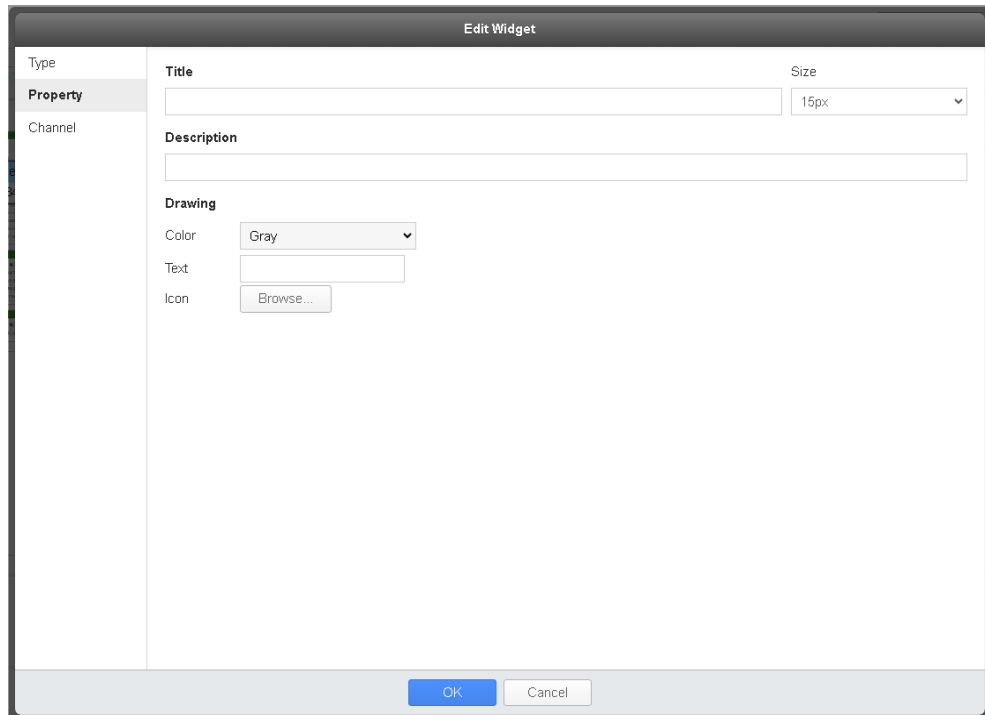 Edit Widget
Type
Property
Channel
Title
Size
15px
Description
Drawing
Color
Gray
Text
Icon
Browse...
OK
Cancel